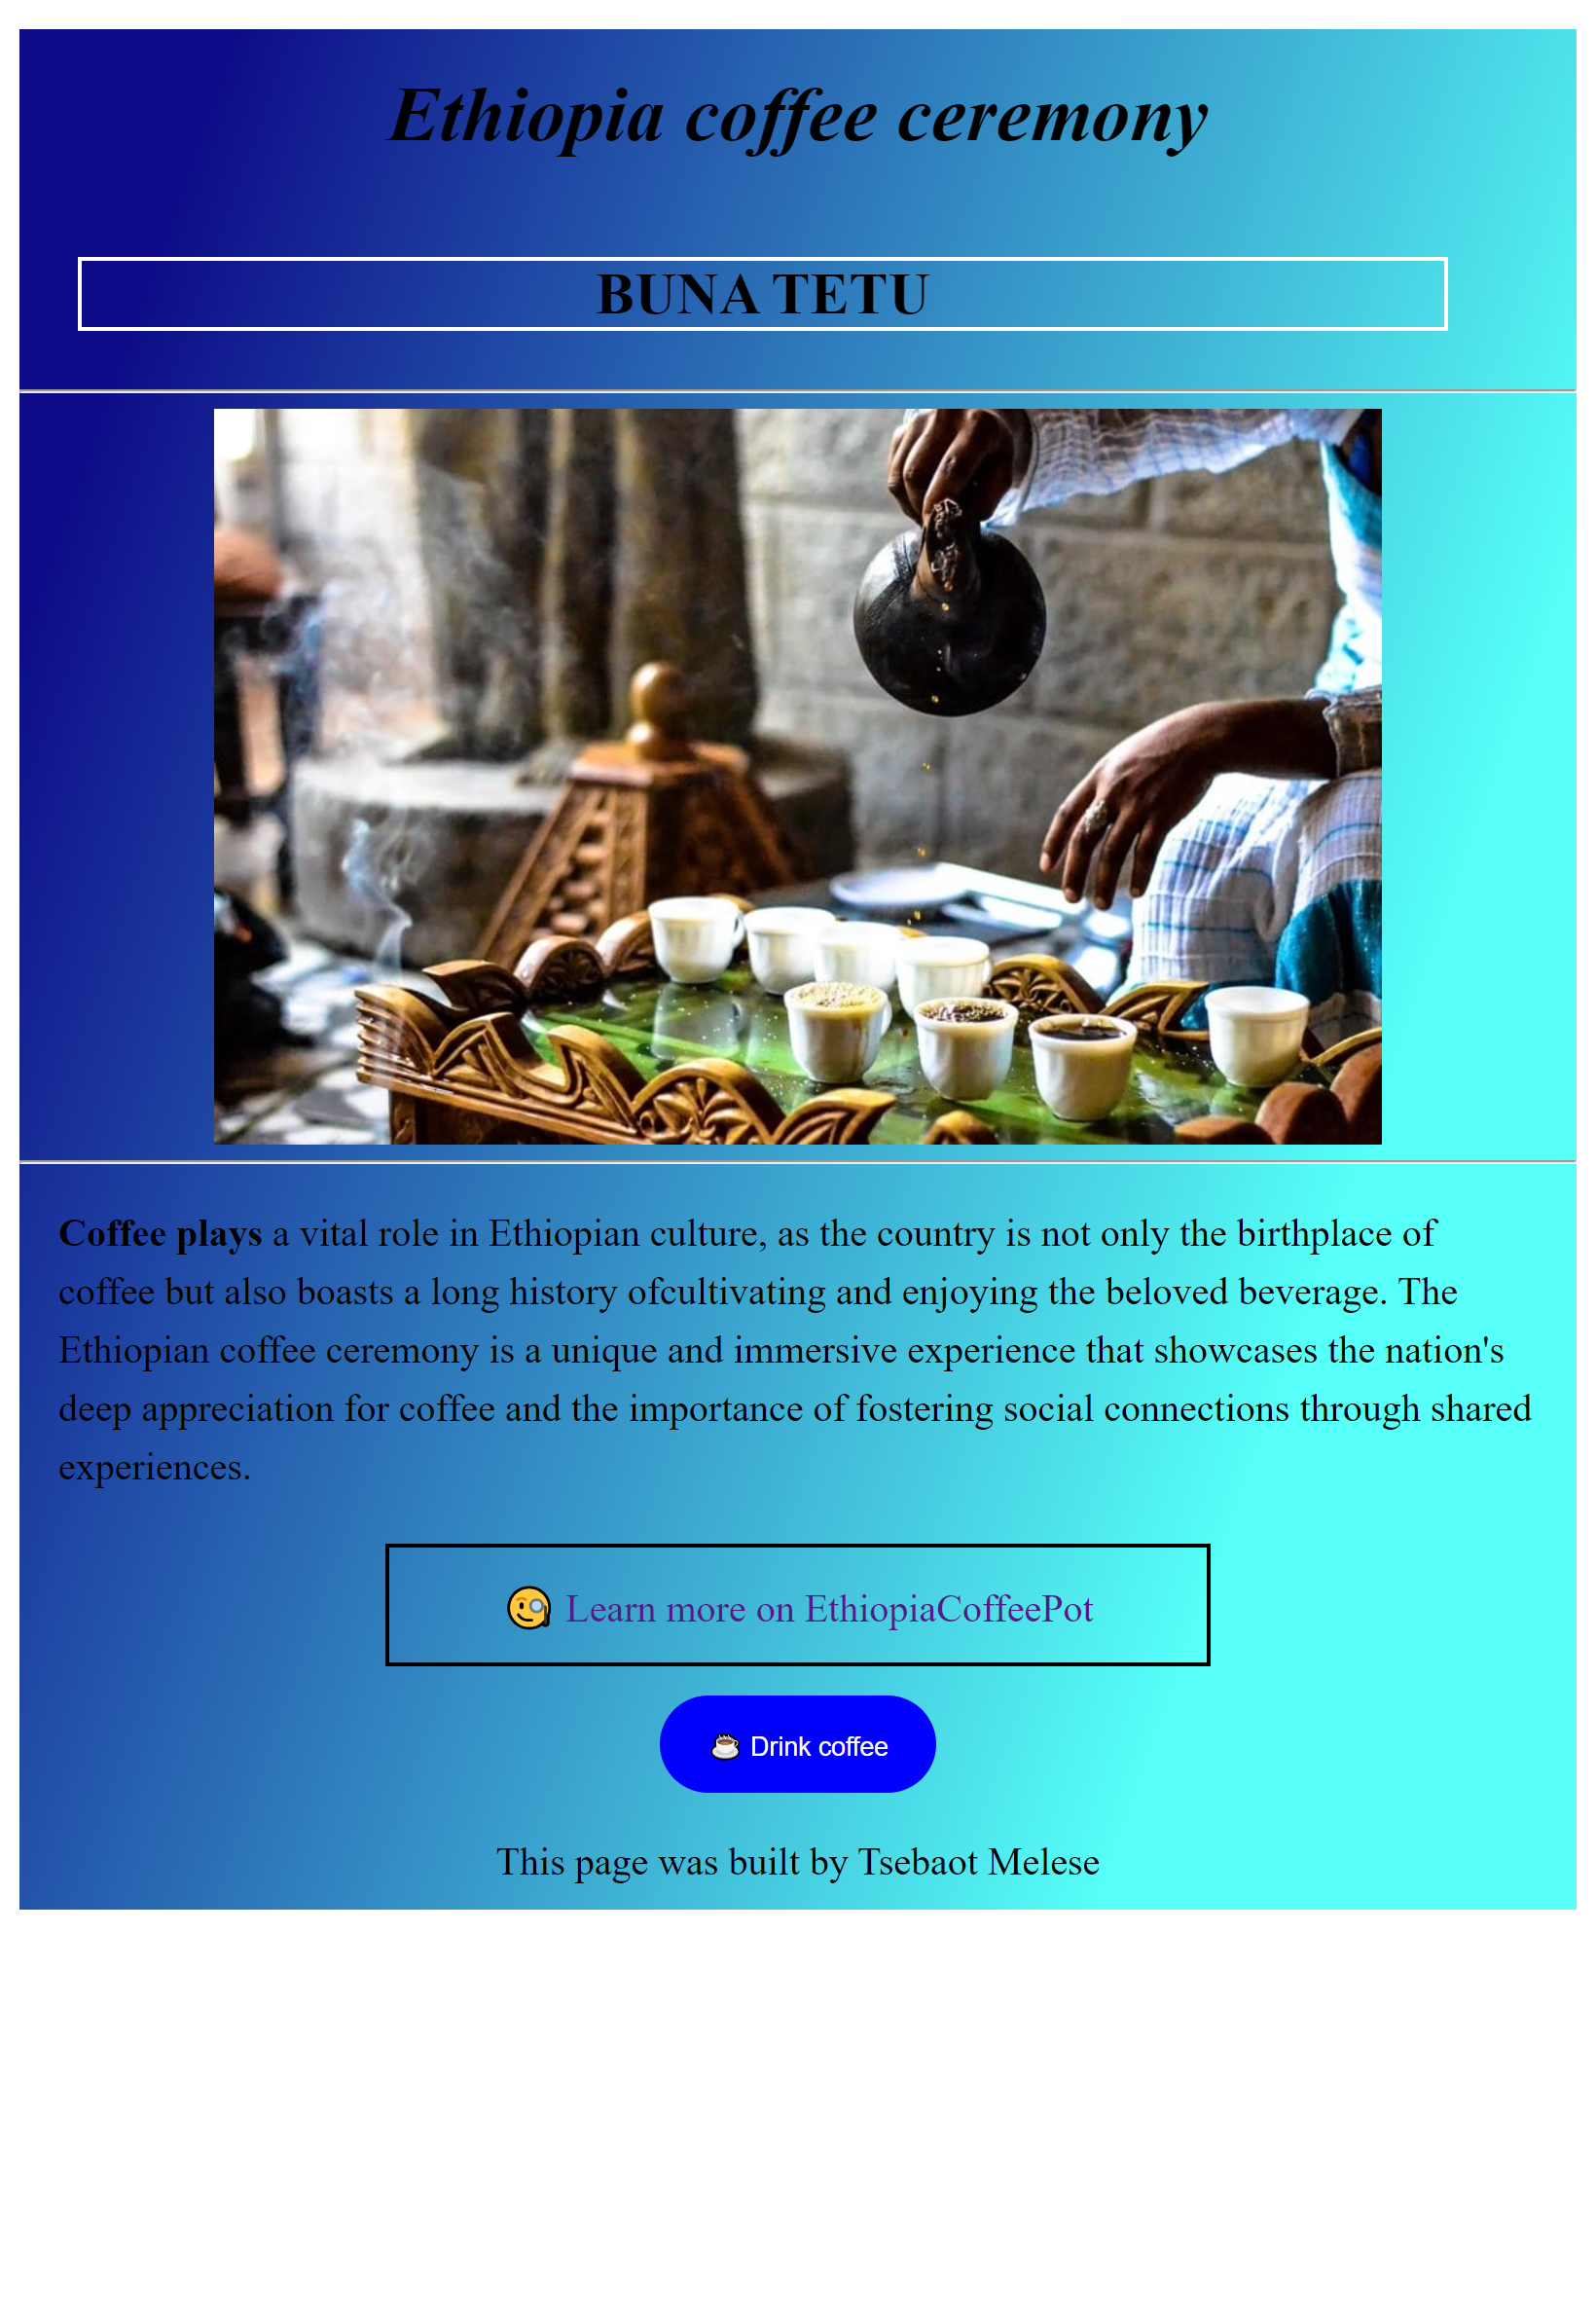 Ethiopia coffee ceremony
BUNA TETU
Coffee plays a vital role in Ethiopian culture, as the country is not only the birthplace of
coffee but also boasts a long history ofcultivating and enjoying the beloved beverage. The
Ethiopian coffee ceremony is a unique and immersive experience that showcases the nation's
deep appreciation for coffee and the importance of fostering social connections through shared
experiences.
🧐 Learn more on EthiopiaCoffeePot
☕ Drink coffee
This page was built by Tsebaot Melese